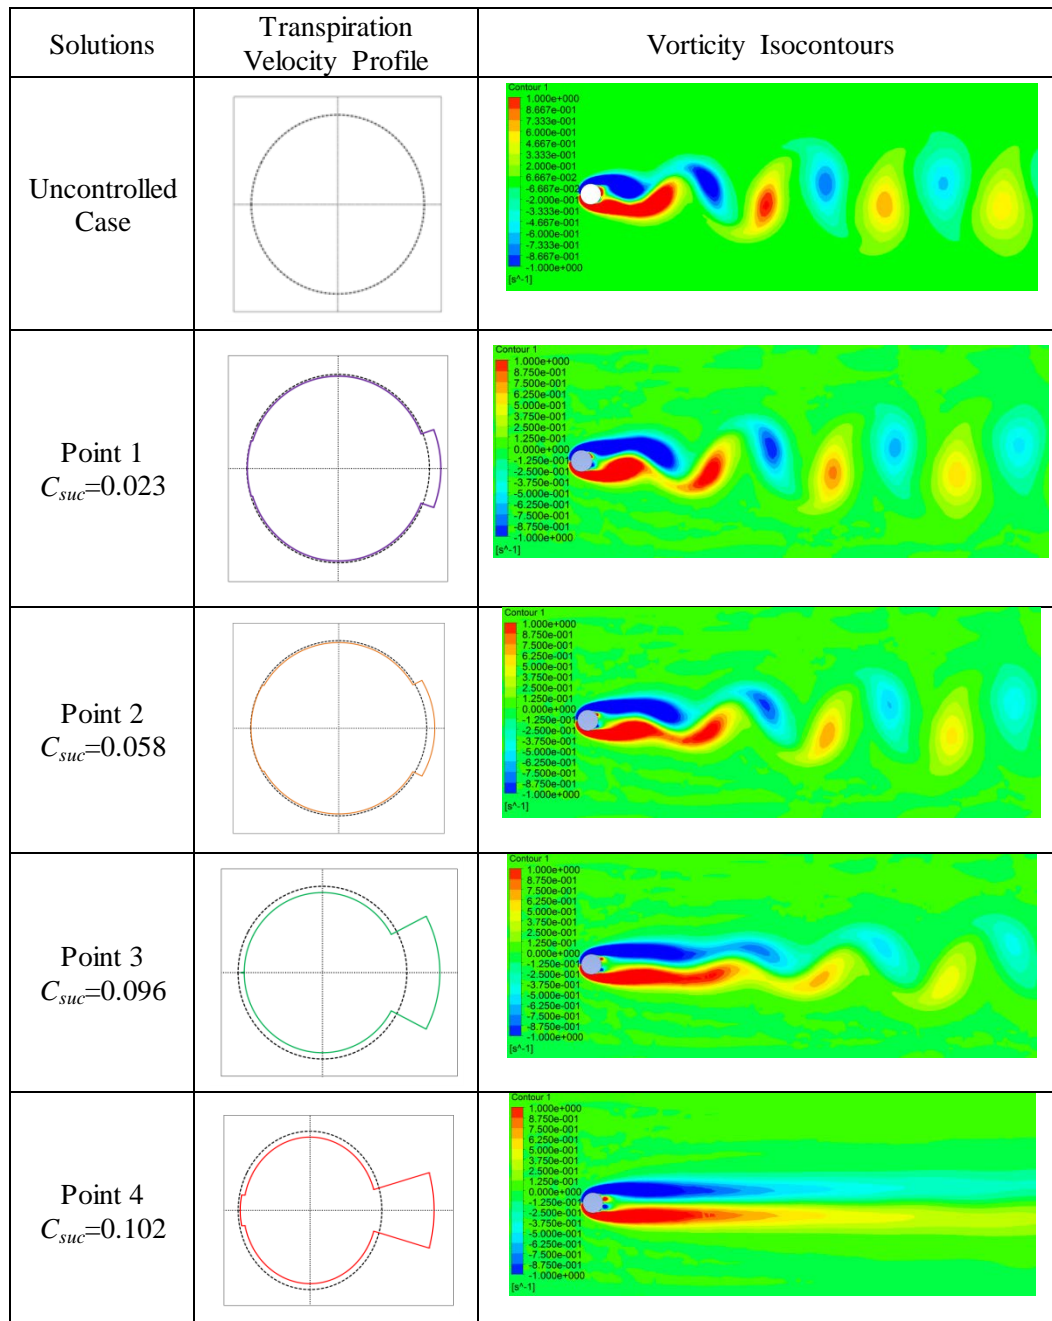 Solutions
Transpiration
Velocity Profile
Vorticity Isocontours
Uncontrolled
Case
Contour 1
1.000e+000
8.667e-001
7.333e-001
6.000e-001
4.667e-001
3.333e-001
2.000e-001
6.667e-002
-6.667e-002
-2.000e-001
-3.333e-001
-4.667e-001
-6.000e-001
-7.333e-001
-8.667e-001
-1.000e+000
[s^-1]
Point 1
Csuc=0.023
Contour 1
1.000e+000
8.750e-001
7.500e-001
6.250e-001
5.000e-001
3.750e-001
2.500e-001
1.250e-001
0.000e+000
-1.250e-001
-2.500e-001
-3.750e-001
-5.000e-001
-6.250e-001
-7.500e-001
-8.750e-001
-1.000e+000
[s^-1]
Point 2
Csuc=0.058
Contour 1
1.000e+000
8.750e-001
7.500e-001
6.250e-001
5.000e-001
3.750e-001
2.500e-001
1.250e-001
0.000e+000
-1.250e-001
-2.500e-001
-3.750e-001
-5.000e-001
-6.250e-001
-7.500e-001
-8.750e-001
-1.000e+000
[s^-1]
Point 3
Csuc=0.096
Contour 1
1.000e+000
8.750e-001
7.500e-001
6.250e-001
5.000e-001
3.750e-001
2.500e-001
1.250e-001
0.000e+000
-1.250e-001
-2.500e-001
-3.750e-001
-5.000e-001
-6.250e-001
-7.500e-001
-8.750e-001
-1.000e+000
[s^-1]
Point 4
Csuc=0.102
Contour 1
1.000e+000
8.750e-001
7.500e-001
6.250e-001
5.000e-001
3.750e-001
2.500e-001
1.250e-001
0.000e+000
-1.250e-001
-2.500e-001
-3.750e-001
-5.000e-001
-6.250e-001
-7.500e-001
-8.750e-001
-1.000e+000
[s^-1]